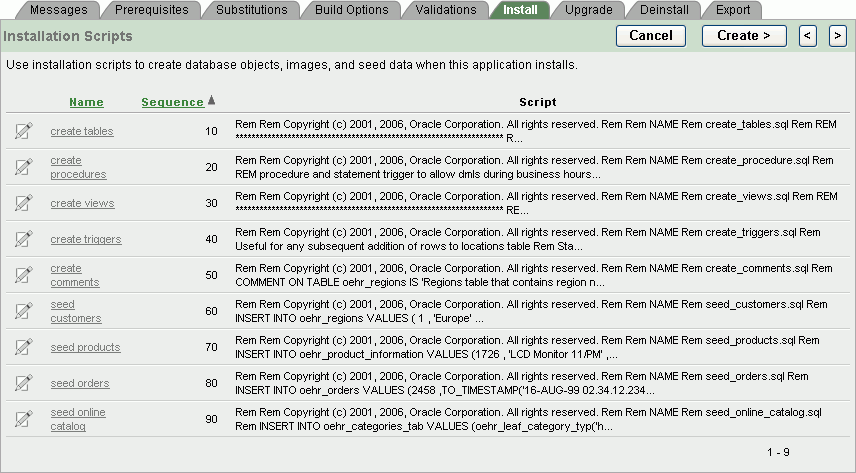 Messages Prerequisites Substitutions Build Options Validations Install Upgrade Deinstall Export
Installation Scripts Cancel Create > < >
Use installation scripts to create database objects, images, and seed data when this application installs.
Name Sequence Script
create tables 10 Rem Rem Copyright (c) 2001, 2006, Oracle Corporation. All rights reserved. Rem Rem NAME Rem create_tables.sql Rem REM
******************************************************************* R...
create procedures 20 Rem Rem Copyright (c) 2001, 2006, Oracle Corporation. All rights reserved. Rem Rem NAME Rem create_procedure.sql Rem
REM procedure and statement trigger to allow dmls during business hours...
create views 30 Rem Rem Copyright (c) 2001, 2006, Oracle Corporation. All rights reserved. Rem Rem NAME Rem create_views.sql Rem REM
******************************************************************* RE...
create triggers 40 Rem Rem Copyright (c) 2001, 2006, Oracle Corporation. All rights reserved. Rem Rem NAME Rem create_triggers.sql Rem
Useful for any subsequent addition of rows to locations table Rem Sta...
create comments 50 Rem Rem Copyright (c) 2001, 2006, Oracle Corporation. All rights reserved. Rem Rem NAME Rem create_comments.sql Rem
COMMENT ON TABLE oehr_regions IS 'Regions table that contains region n...
seed customers 60 Rem Rem Copyright (c) 2001, 2006, Oracle Corporation. All rights reserved. Rem Rem NAME Rem seed_customers.sql Rem
INSERT INTO oehr_regions VALUES ( 1 , 'Europe' ...
seed products 70 Rem Rem Copyright (c) 2001, 2006, Oracle Corporation. All rights reserved. Rem Rem NAME Rem seed_products.sql Rem
INSERT INTO oehr_product_information VALUES (1726 , 'LCD Monitor 11/PM' ,...
seed orders 80 Rem Rem Copyright (c) 2001, 2006, Oracle Corporation. All rights reserved. Rem Rem NAME Rem seed_orders.sql Rem
INSERT INTO oehr_orders VALUES (2458 ,TO_TIMESTAMP('16-AUG-99 02.34.12.234...
seed online catalog 90 Rem Rem Copyright (c) 2001, 2006, Oracle Corporation. All rights reserved. Rem Rem NAME Rem seed_online_catalog.sql
Rem INSERT INTO oehr_categories_tab VALUES (oehr_leaf_category_typ('h...
1 - 9